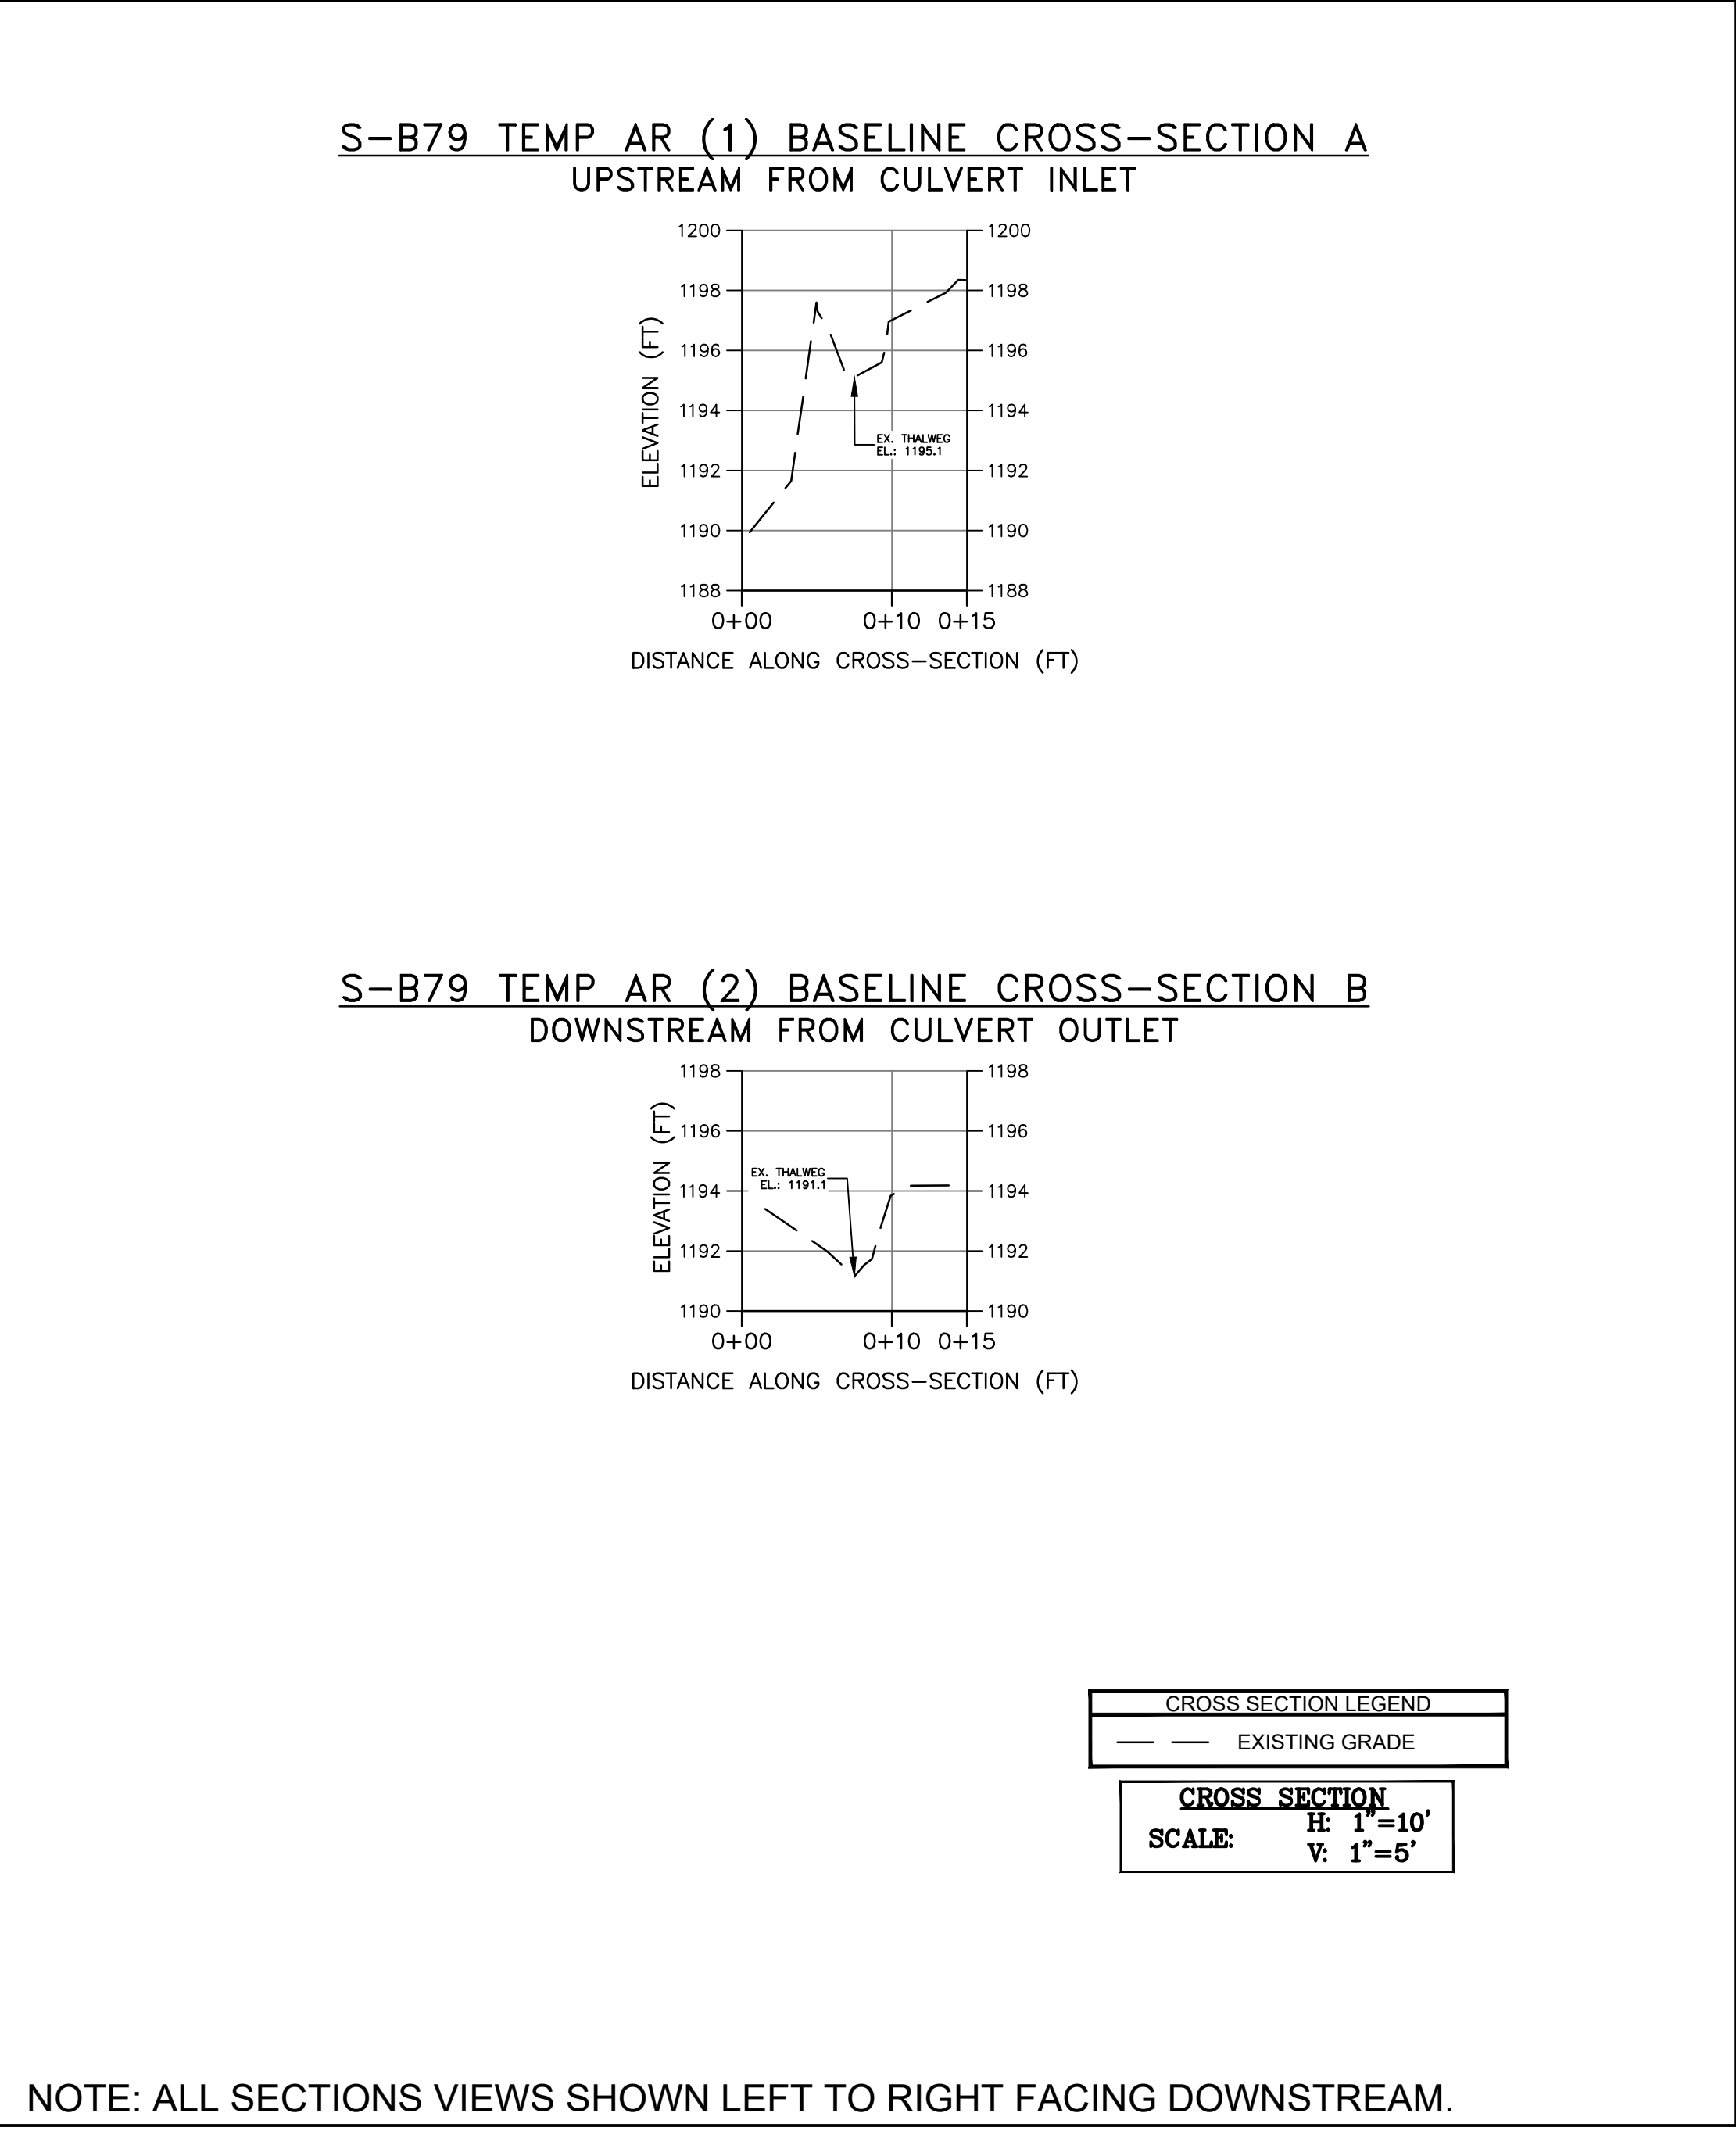 S-B79 TEMP AR (1) BASELINE CROSS-SECTION A
UPSTREAM FROM CULVERT INLET
1200 1200
1198 1198
1196 1196
1194 1194
1192 1192
1190 1190
1188 1188
ELEVATION (FT)
EX. THALWEG
EL.: 1195.1
0+00 0+10 0+15
DISTANCE ALONG CROSS-SECTION (FT)
S-B79 TEMP AR (2) BASELINE CROSS-SECTION B
DOWNSTREAM FROM CULVERT OUTLET
1198 1198
1196 1196
1194 1194
1192 1192
1190 1190
ELEVATION (FT)
EX. THALWEG
EL.: 1191.1
0+00 0+10 0+15
DISTANCE ALONG CROSS-SECTION (FT)
CROSS SECTION LEGEND
EXISTING GRADE
CROSS SECTION
SCALE:
H: 1"=10'
V: 1"=5'
NOTE: ALL SECTIONS VIEWS SHOWN LEFT TO RIGHT FACING DOWNSTREAM.